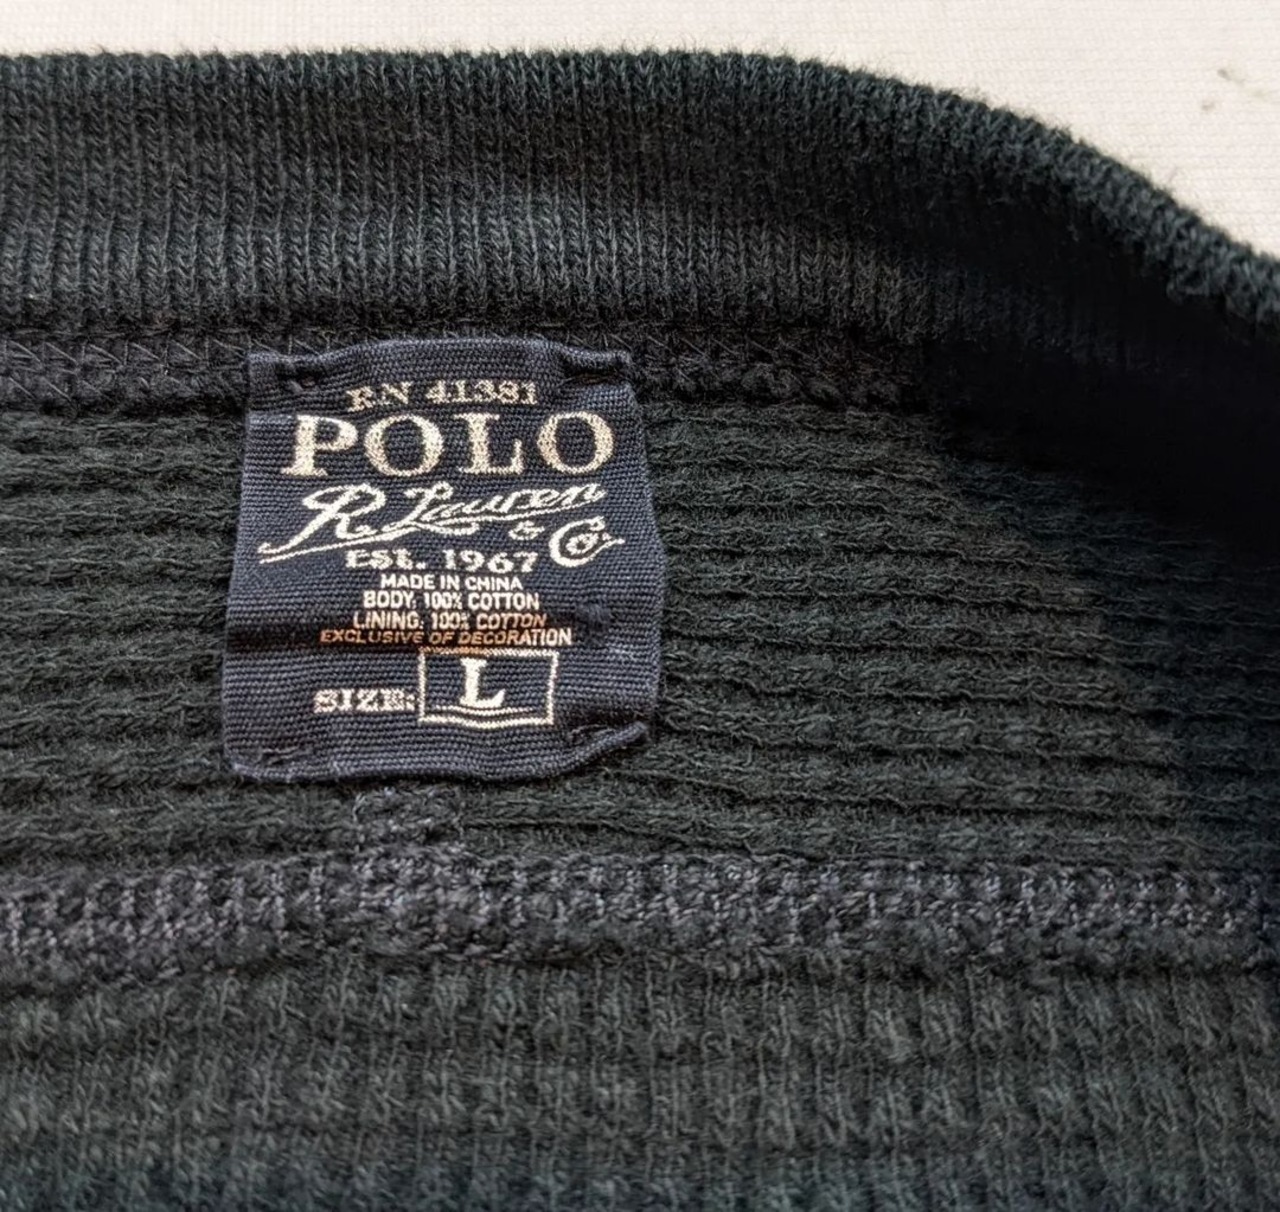 RN 41381
POLO
R. Lauren
& Co.
EST. 1967
MADE IN CHINA
BODY: 100% COTTON
LINING: 100% COTTON
EXCLUSIVE OF DECORATION
SIZE: L